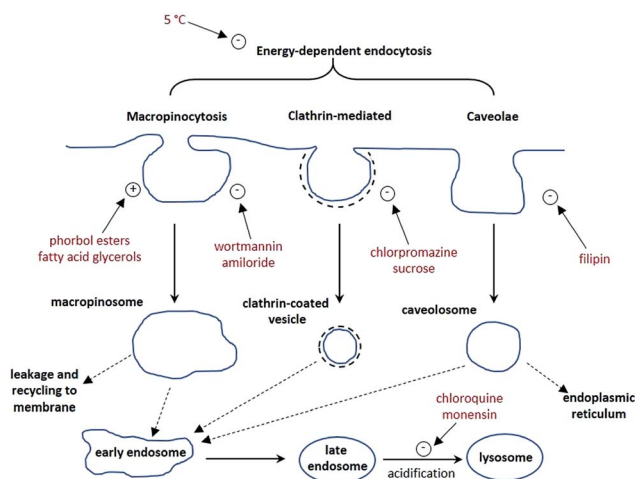 5 °C
-
Energy-dependent endocytosis
Macropinocytosis
Clathrin-mediated
Caveolae
+
-
-
-
phorbol esters
fatty acid glycerols
wortmannin
amiloride
chlorpromazine
sucrose
filipin
macropinosome
clathrin-coated
vesicle
caveolosome
leakage and
recycling to
membrane
endoplasmic
reticulum
chloroquine
monensin
early endosome
late
endosome
-
acidification
lysosome